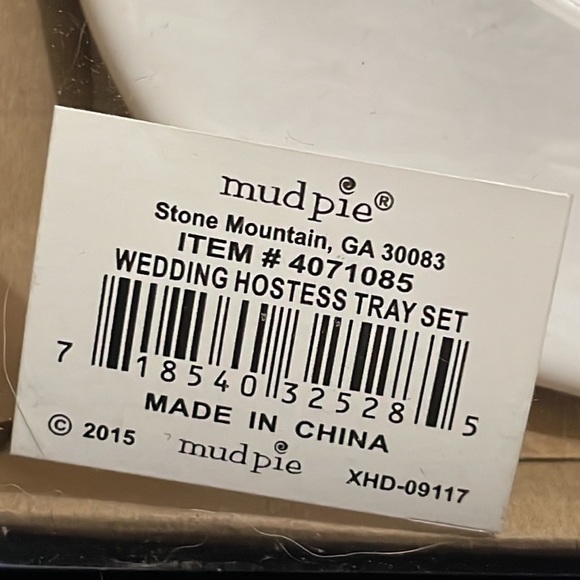 mudpie®
Stone Mountain, GA 30083
ITEM # 4071085
WEDDING HOSTESS TRAY SET
7 18540 32528 5
MADE IN CHINA
© 2015 mudpie XHD-09117